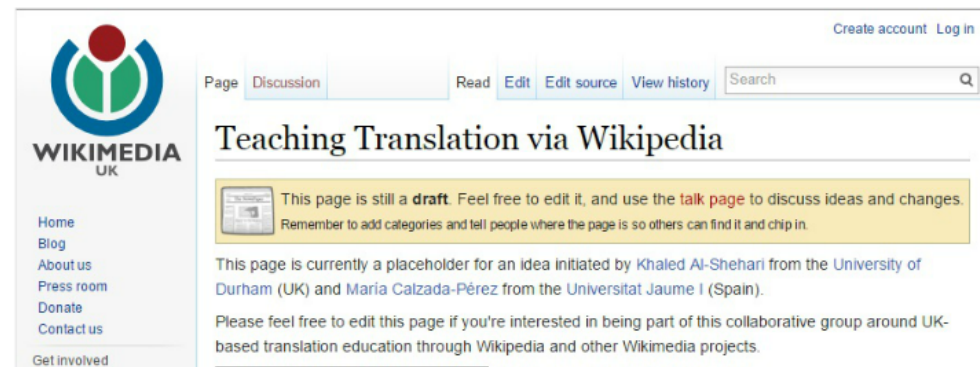 Create account Log in
Page Discussion Read Edit Edit source View history Search
WIKIMEDIA
UK
Teaching Translation via Wikipedia
This page is still a draft. Feel free to edit it, and use the talk page to discuss ideas and changes.
Remember to add categories and tell people where the page is so others can find it and chip in.
Home
Blog
About us
Press room
Donate
Contact us
Get involved
This page is currently a placeholder for an idea initiated by Khaled Al-Shehari from the University of
Durham (UK) and María Calzada-Pérez from the Universitat Jaume I (Spain).
Please feel free to edit this page if you're interested in being part of this collaborative group around UK-
based translation education through Wikipedia and other Wikimedia projects.